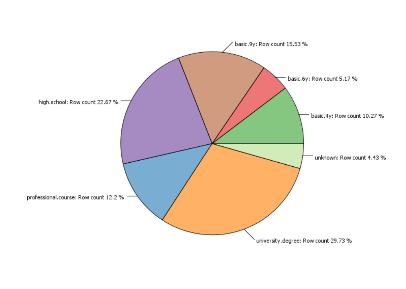 basic.9y: Row count 15.53 %
basic.6y: Row count 5.17 %
high.school: Row count 22.67 %
basic.4y: Row count 10.27 %
unknown: Row count 4.43 %
professional.course: Row count 12.2 %
university.degree: Row count 29.73 %